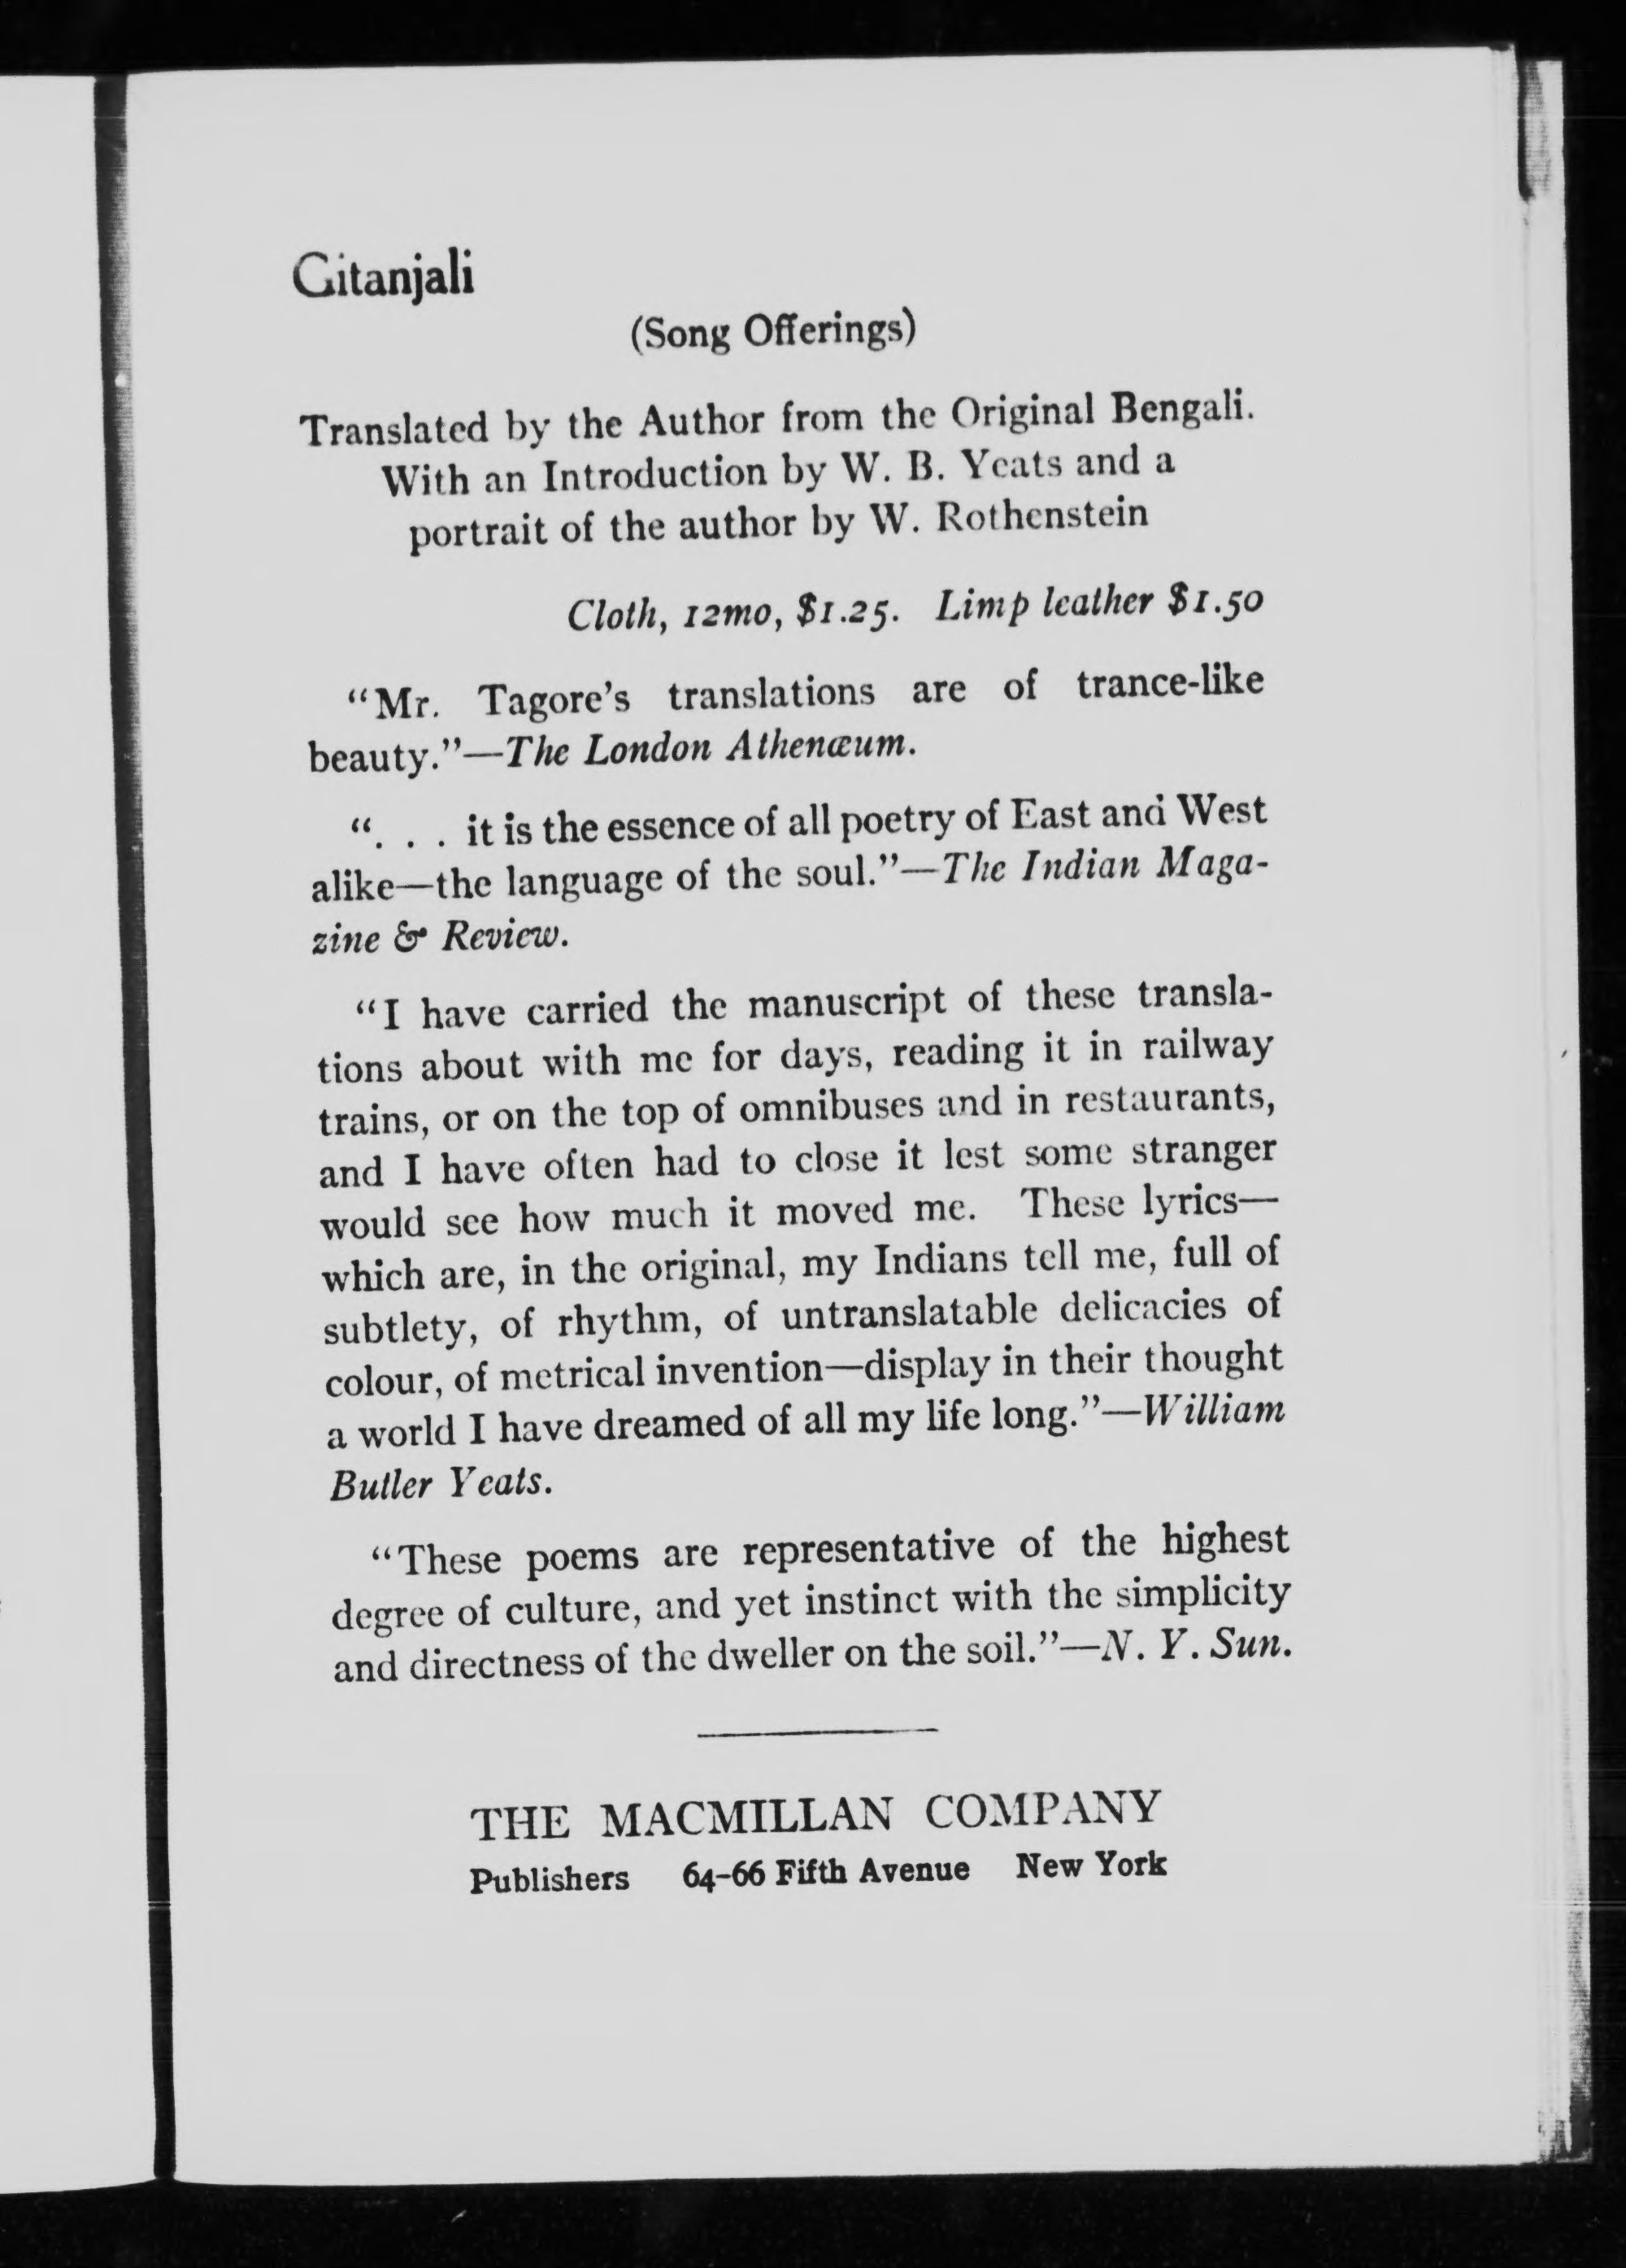 Gitanjali
(Song Offerings)
Translated by the Author from the Original Bengali.
With an Introduction by W. B. Yeats and a
portrait of the author by W. Rothenstein
Cloth, 12mo, $1.25. Limp leather $1.50
“Mr. Tagore’s translations are of trance-like
beauty.”—The London Athenæum.
“. . . it is the essence of all poetry of East and West
alike—the language of the soul.”—The Indian Maga-
zine & Review.
“I have carried the manuscript of these transla-
tions about with me for days, reading it in railway
trains, or on the top of omnibuses and in restaurants,
and I have often had to close it lest some stranger
would see how much it moved me. These lyrics—
which are, in the original, my Indians tell me, full of
subtlety, of rhythm, of untranslatable delicacies of
colour, of metrical invention—display in their thought
a world I have dreamed of all my life long.”—William
Butler Yeats.
“These poems are representative of the highest
degree of culture, and yet instinct with the simplicity
and directness of the dweller on the soil.”—N. Y. Sun.
THE MACMILLAN COMPANY
Publishers 64-66 Fifth Avenue New York